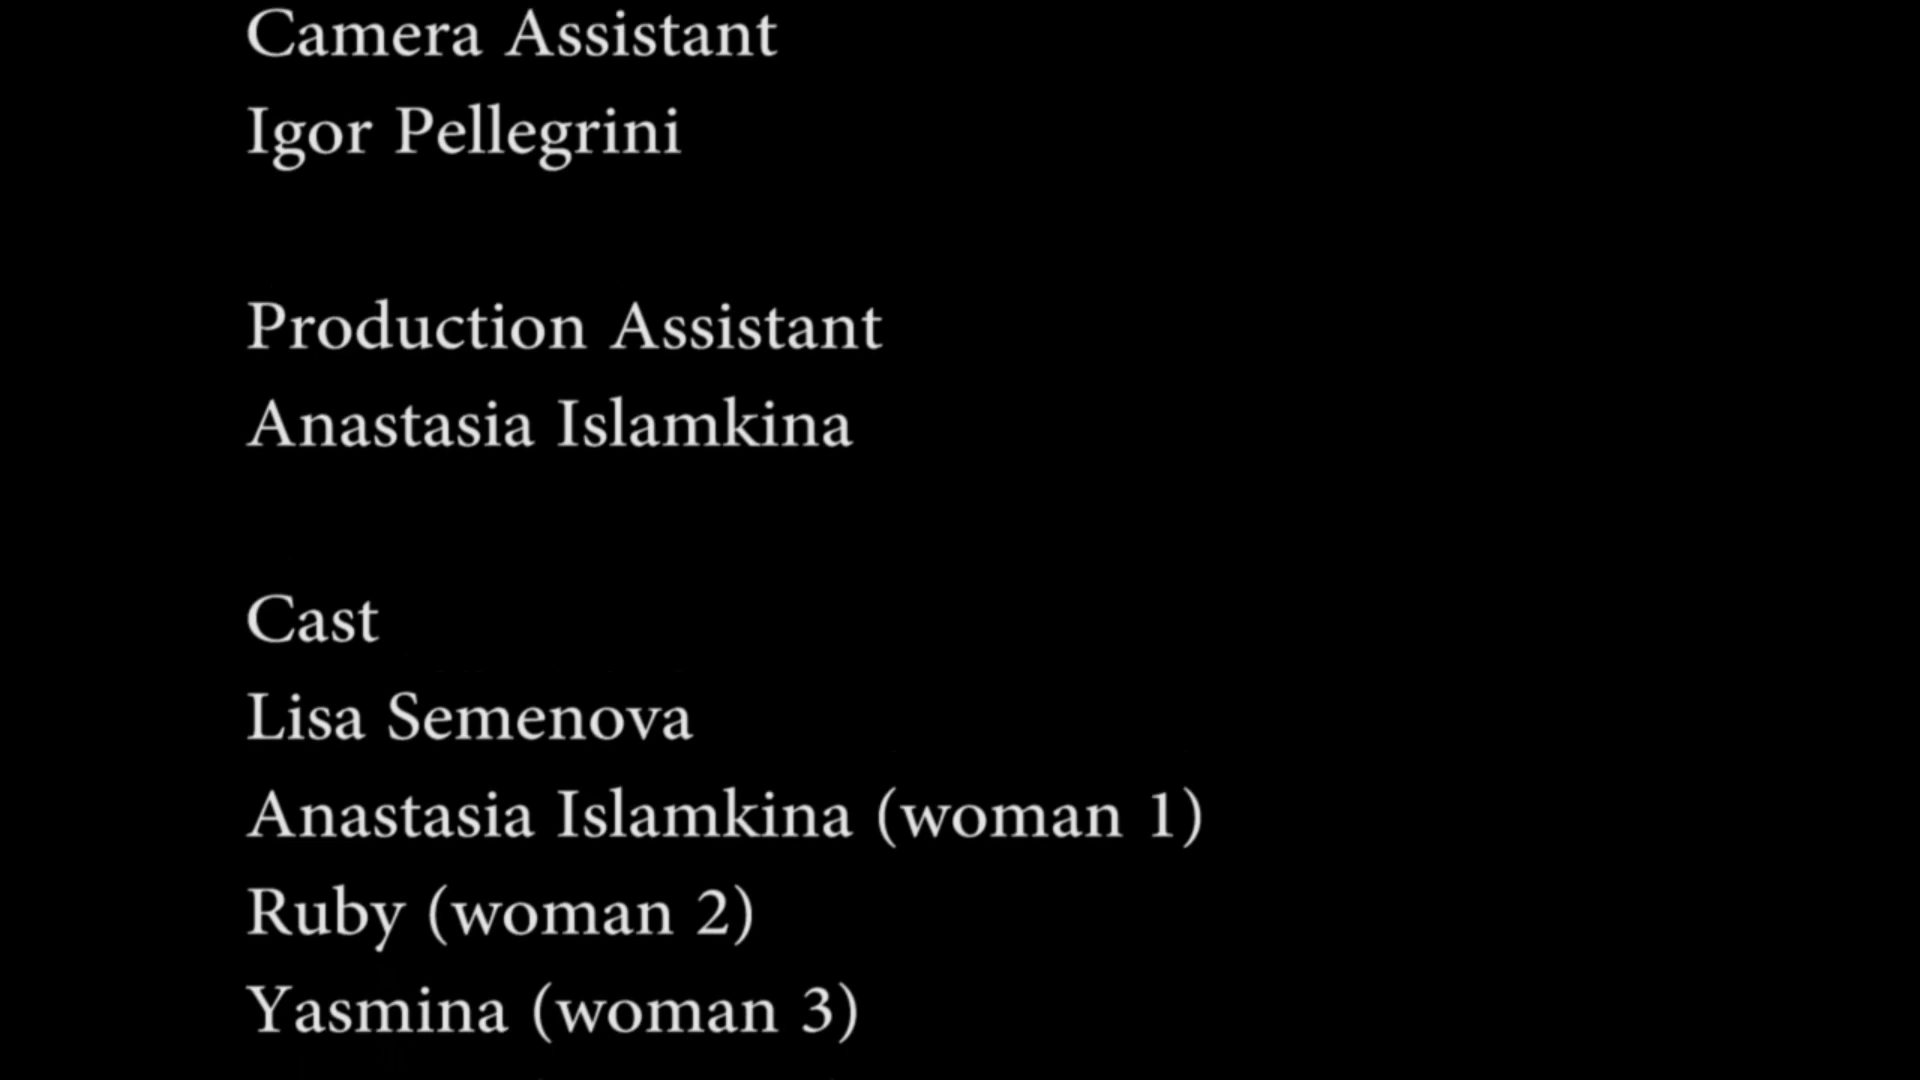 Camera Assistant
Igor Pellegrini
Production Assistant
Anastasia Islamkina
Cast
Lisa Semenova
Anastasia Islamkina (woman 1)
Ruby (woman 2)
Yasmina (woman 3)